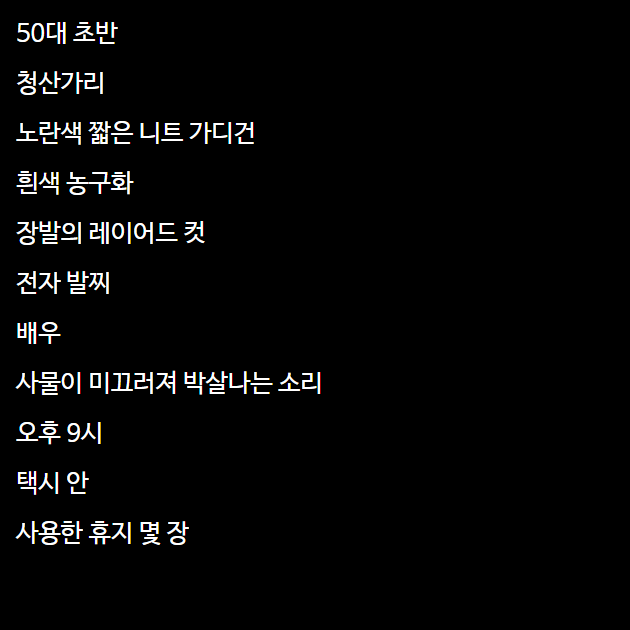 50대 초반
청산가리
노란색 짧은 니트 가디건
흰색 농구화
장발의 레이어드 컷
전자 발찌
배우
사물이 미끄러져 박살나는 소리
오후 9시
택시 안
사용한 휴지 몇 장